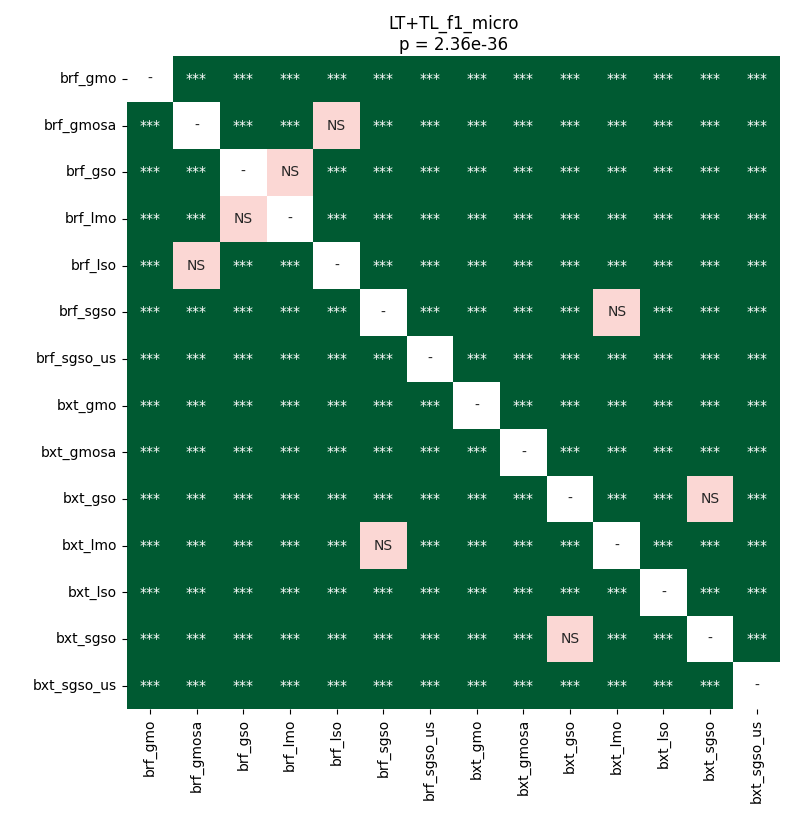 LT+TL_f1_micro
p = 2.36e-36
brf_gmo - *** *** *** *** *** *** *** *** *** *** *** *** ***
brf_gmosa *** - *** *** NS *** *** *** *** *** *** *** *** ***
brf_gso *** *** - NS *** *** *** *** *** *** *** *** *** ***
brf_lmo *** *** NS - *** *** *** *** *** *** *** *** *** ***
brf_lso *** NS *** *** - *** *** *** *** *** *** *** *** ***
brf_sgso *** *** *** *** *** - *** *** *** *** NS *** *** ***
brf_sgso_us *** *** *** *** *** *** - *** *** *** *** *** *** ***
bxt_gmo *** *** *** *** *** *** *** - *** *** *** *** *** ***
bxt_gmosa *** *** *** *** *** *** *** *** - *** *** *** *** ***
bxt_gso *** *** *** *** *** *** *** *** *** - *** *** NS ***
bxt_lmo *** *** *** *** *** NS *** *** *** *** - *** *** ***
bxt_lso *** *** *** *** *** *** *** *** *** *** *** - *** ***
bxt_sgso *** *** *** *** *** *** *** *** *** NS *** *** - ***
bxt_sgso_us *** *** *** *** *** *** *** *** *** *** *** *** *** -
brf_gmo brf_gmosa brf_gso brf_lmo brf_lso brf_sgso brf_sgso_us bxt_gmo bxt_gmosa bxt_gso bxt_lmo bxt_lso bxt_sgso bxt_sgso_us